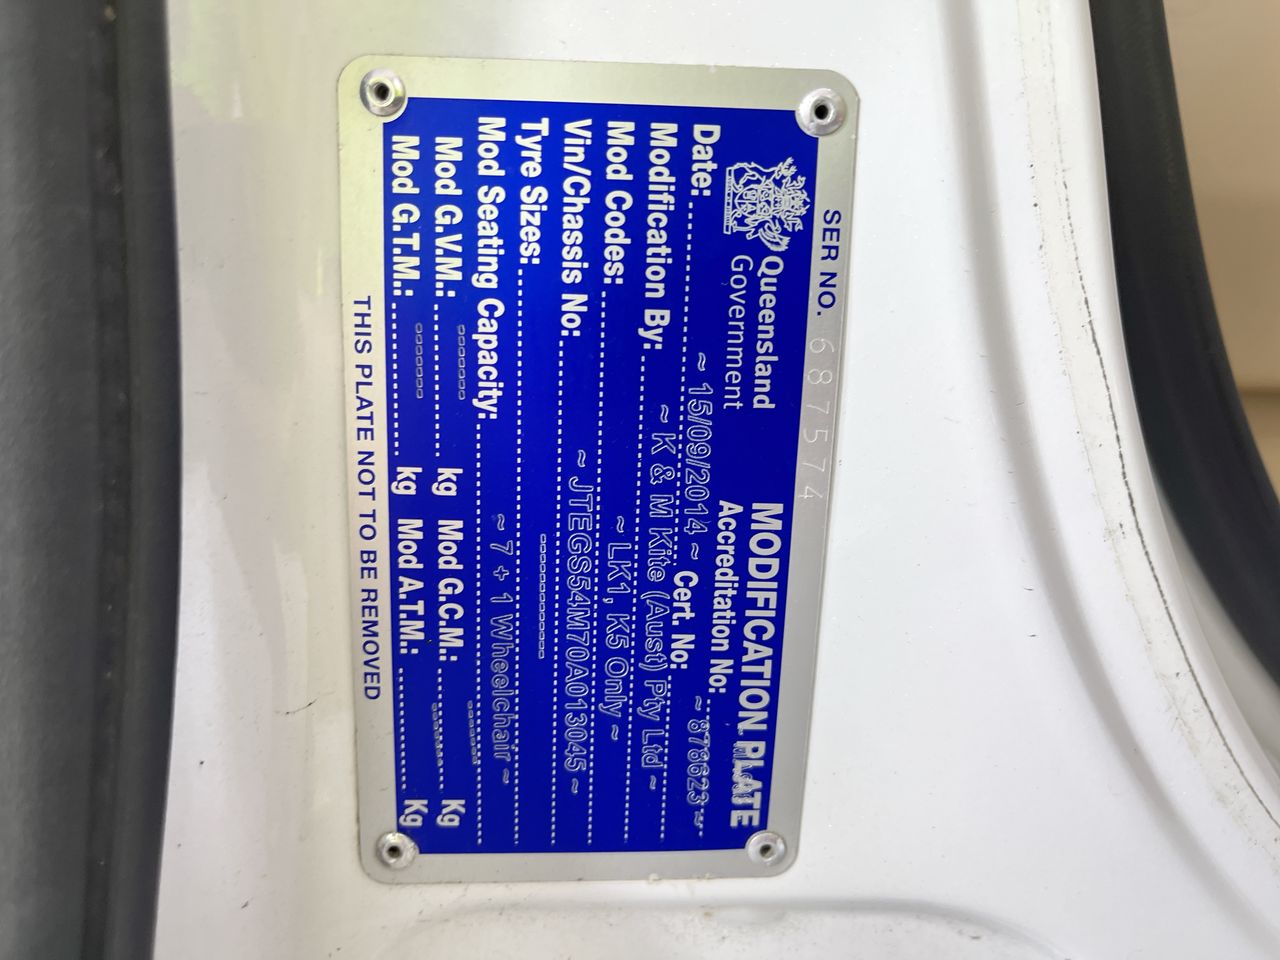 SER NO. 687574
Queensland
Government
MODIFICATION PLATE
Accreditation No:
Date: ~ 15/09/2014 ~ Cert. No: ~ 878623 ~
Modification By: ~ K & M Kite (Aust) Pty Ltd ~
Mod Codes: ~ LK1, K5 Only ~
Vin/Chassis No: ~ JTEGS54M70A013045 ~
Tyre Sizes: ------------
Mod Seating Capacity: ~ 7 + 1 Wheelchair ~
Mod G.V.M.: ------- kg Mod G.C.M.: ------- Kg
Mod G.T.M.: ------- kg Mod A.T.M.: ------- Kg
THIS PLATE NOT TO BE REMOVED